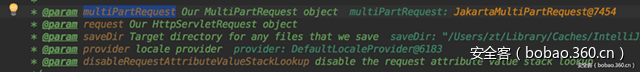 * @param multiPartRequest Our MultiPartRequest object  multiPartRequest: JakartaMultiPartRequest@7454
* @param request Our HttpServletRequest object
* @param saveDir Target directory for any files that we save  saveDir: "/Users/zt/Library/Caches/IntelliJ
* @param provider locale provider  provider: DefaultLocaleProvider@6183
* @param disableRequestAttributeValueStackLookup disable the request attribute value stack lookup
安全客 (bobao.360.cn)